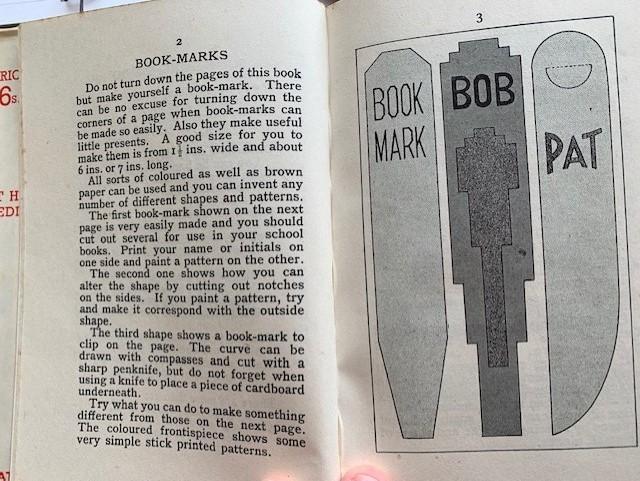 RIC
6s.
T H
EDI
AT
2
BOOK-MARKS
Do not turn down the pages of this book
but make yourself a book-mark. There
can be no excuse for turning down the
corners of a page when book-marks can
be made so easily. Also they make useful
little presents. A good size for you to
make them is from 1½ ins. wide and about
6 ins. or 7 ins. long.
All sorts of coloured as well as brown
paper can be used and you can invent any
number of different shapes and patterns.
The first book-mark shown on the next
page is very easily made and you should
cut out several for use in your school
books. Print your name or initials on
one side and paint a pattern on the other.
The second one shows how you can
alter the shape by cutting out notches
on the sides. If you paint a pattern, try
and make it correspond with the outside
shape.
The third shape shows a book-mark to
clip on the page. The curve can be
drawn with compasses and cut with a
sharp penknife, but do not forget when
using a knife to place a piece of cardboard
underneath.
Try what you can do to make something
different from those on the next page.
The coloured frontispiece shows some
very simple stick printed patterns.
3
BOOK
MARK
BOB
PAT